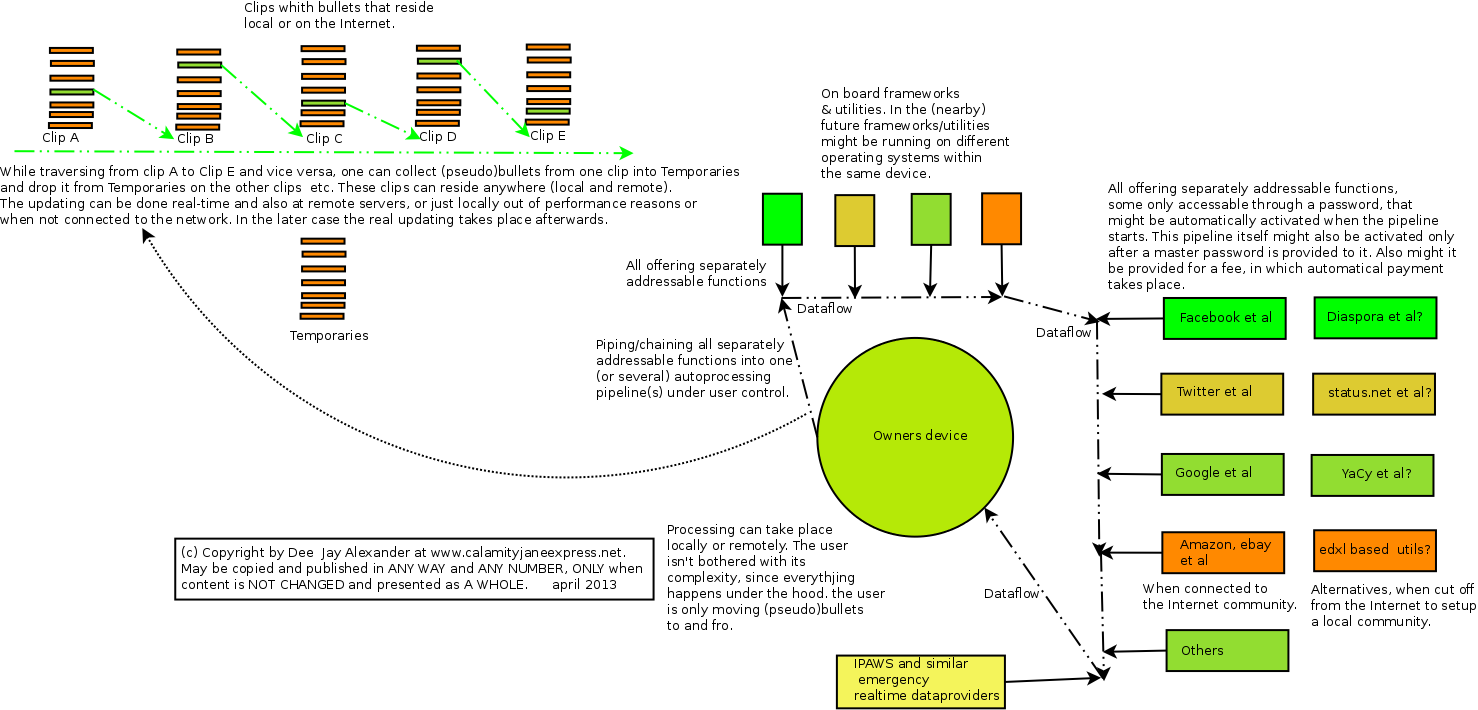 Clips whith bullets that reside
local or on the Internet.
Clip A
Clip B
Clip C
Clip D
Clip E
While traversing from clip A to Clip E and vice versa, one can collect (pseudo)bullets from one clip into Temporaries
and drop it from Temporaries on the other clips etc. These clips can reside anywhere (local and remote).
The updating can be done real-time and also at remote servers, or just locally out of performance reasons or
when not connected to the network. In the later case the real updating takes place afterwards.
Temporaries
On board frameworks
& utilities. In the (nearby)
future frameworks/utilities
might be running on different
operating systems within
the same device.
All offering separately
addressable functions
Dataflow
Piping/chaining all separately
addressable functions into one
(or several) autoprocessing
pipeline(s) under user control.
Owners device
All offering separately addressable functions,
some only accessable through a password, that
might be automatically activated when the pipeline
starts. This pipeline itself might also be activated only
after a master password is provided to it. Also might it
be provided for a fee, in which automatical payment
takes place.
Dataflow
Facebook et al
Diaspora et al?
Twitter et al
status.net et al?
Google et al
YaCy et al?
Amazon, ebay
et al
edxl based utils?
When connected to
the Internet community.
Alternatives, when cut off
from the Internet to setup
a local community.
Others
Processing can take place
locally or remotely. The user
isn't bothered with its
complexity, since everythjing
happens under the hood. the user
is only moving (pseudo)bullets
to and fro.
Dataflow
IPAWS and similar
emergency
realtime dataproviders
(c) Copyright by Dee Jay Alexander at www.calamityjaneexpress.net.
May be copied and published in ANY WAY and ANY NUMBER, ONLY when
content is NOT CHANGED and presented as A WHOLE. april 2013